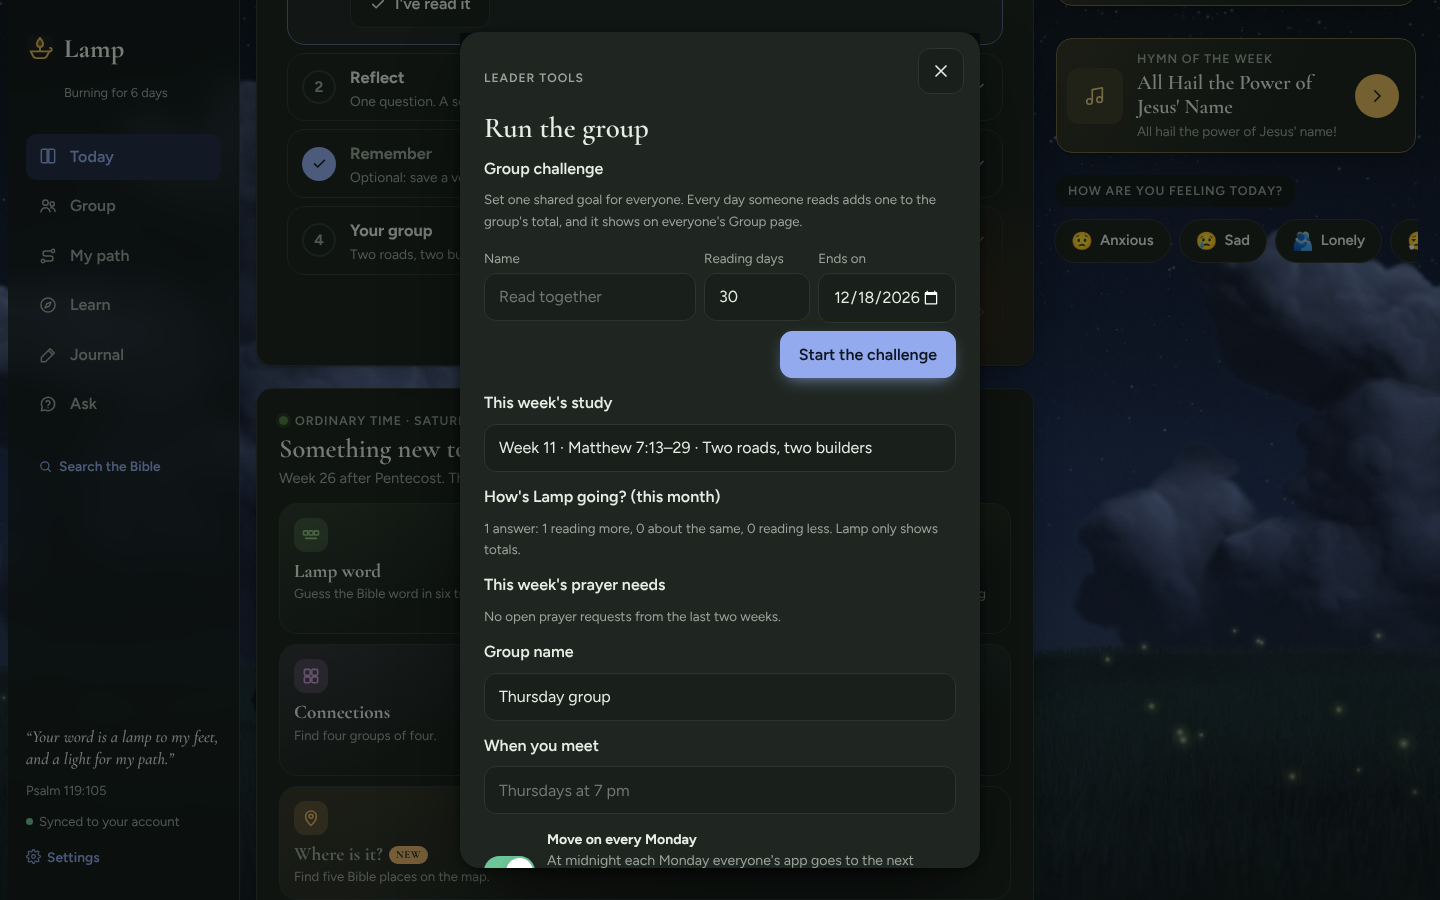 Lamp
Burning for 6 days
Today
Group
My path
Learn
Journal
Ask
Search the Bible
“Your word is a lamp to my feet,
and a light for my path.”
Psalm 119:105
Synced to your account
Settings
I've read it
2
Reflect
One question. A
Remember
Optional: save a
4
Your group
Two roads, two
ORDINARY TIME ·
Something new
Week 26 after Pentecost.
Lamp word
Guess the Bible word in six
Connections
Find four groups of four.
Where is it? NEW
Find five Bible places on the map.
LEADER TOOLS
Run the group
Group challenge
Set one shared goal for everyone. Every day someone reads adds one to the
group's total, and it shows on everyone's Group page.
Name
Reading days
Ends on
Read together
30
12/18/2026
Start the challenge
This week's study
Week 11 · Matthew 7:13–29 · Two roads, two builders
How's Lamp going? (this month)
1 answer: 1 reading more, 0 about the same, 0 reading less. Lamp only shows
totals.
This week's prayer needs
No open prayer requests from the last two weeks.
Group name
Thursday group
When you meet
Thursdays at 7 pm
Move on every Monday
At midnight each Monday everyone's app goes to the next
HYMN OF THE WEEK
All Hail the Power of
Jesus' Name
All hail the power of Jesus' name!
HOW ARE YOU FEELING TODAY?
Anxious
Sad
Lonely